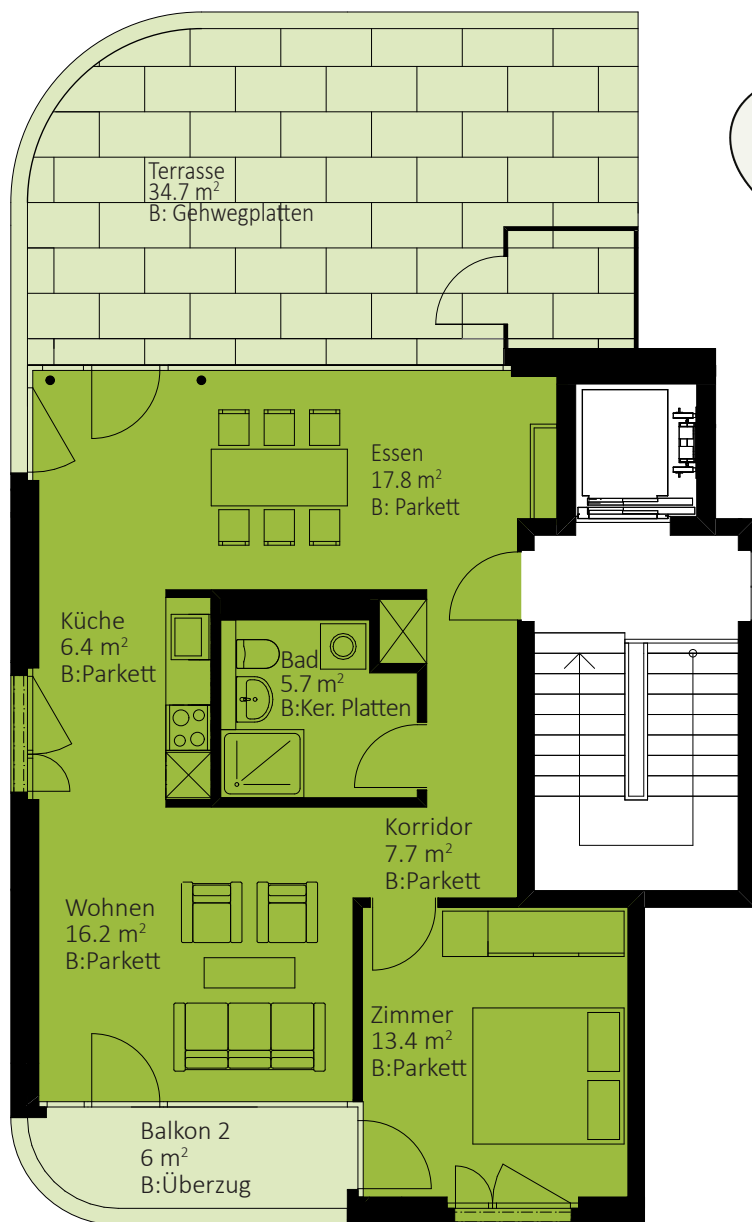 Terrasse
34.7 m²
B: Gehwegplatten
Essen
17.8 m²
B: Parkett
Küche
6.4 m²
B:Parkett
Bad
5.7 m²
B:Ker. Platten
Korridor
7.7 m²
B:Parkett
Wohnen
16.2 m²
B:Parkett
Zimmer
13.4 m²
B:Parkett
Balkon 2
6 m²
B:Überzug